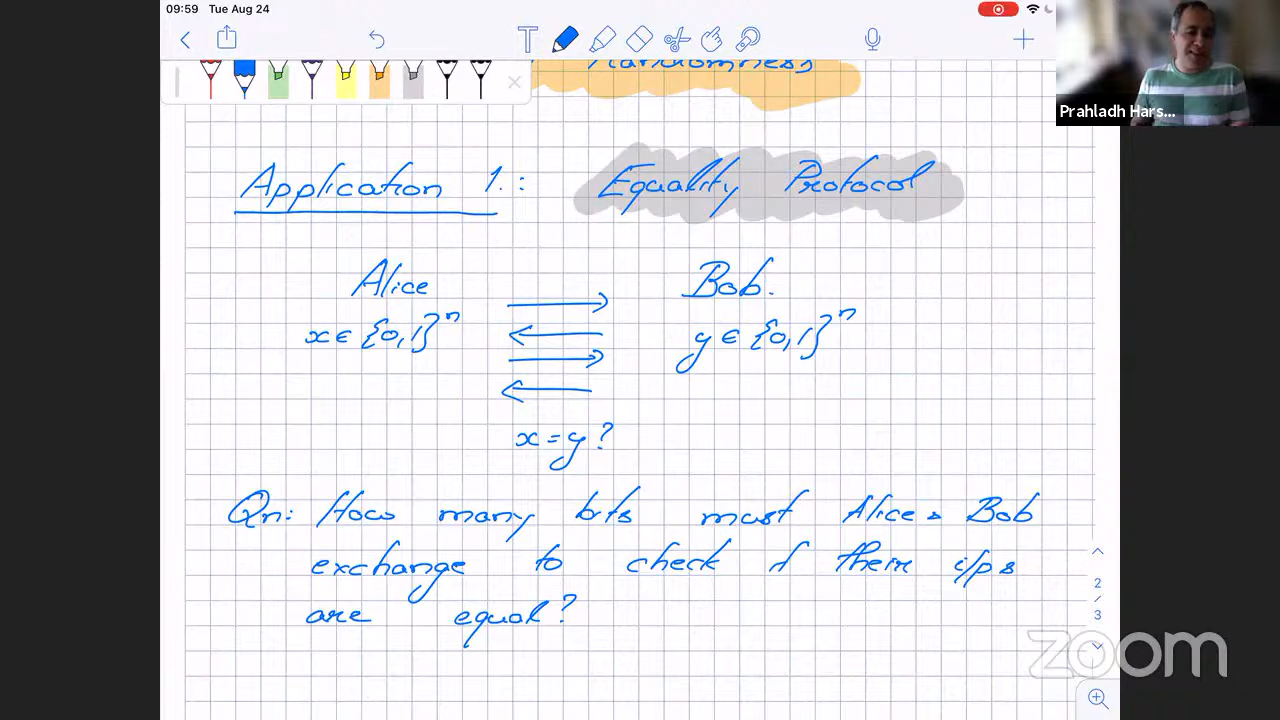 09:59 Tue Aug 24
Prahladh Hars...
Randomness
Application 1.: Equality Protocol
Alice Bob.
x ∈ {0,1}^n y ∈ {0,1}^n
x = y?
Qn: How many bits must Alice & Bob
exchange to check if their i/ps
are equal?
2
/
3
zoom